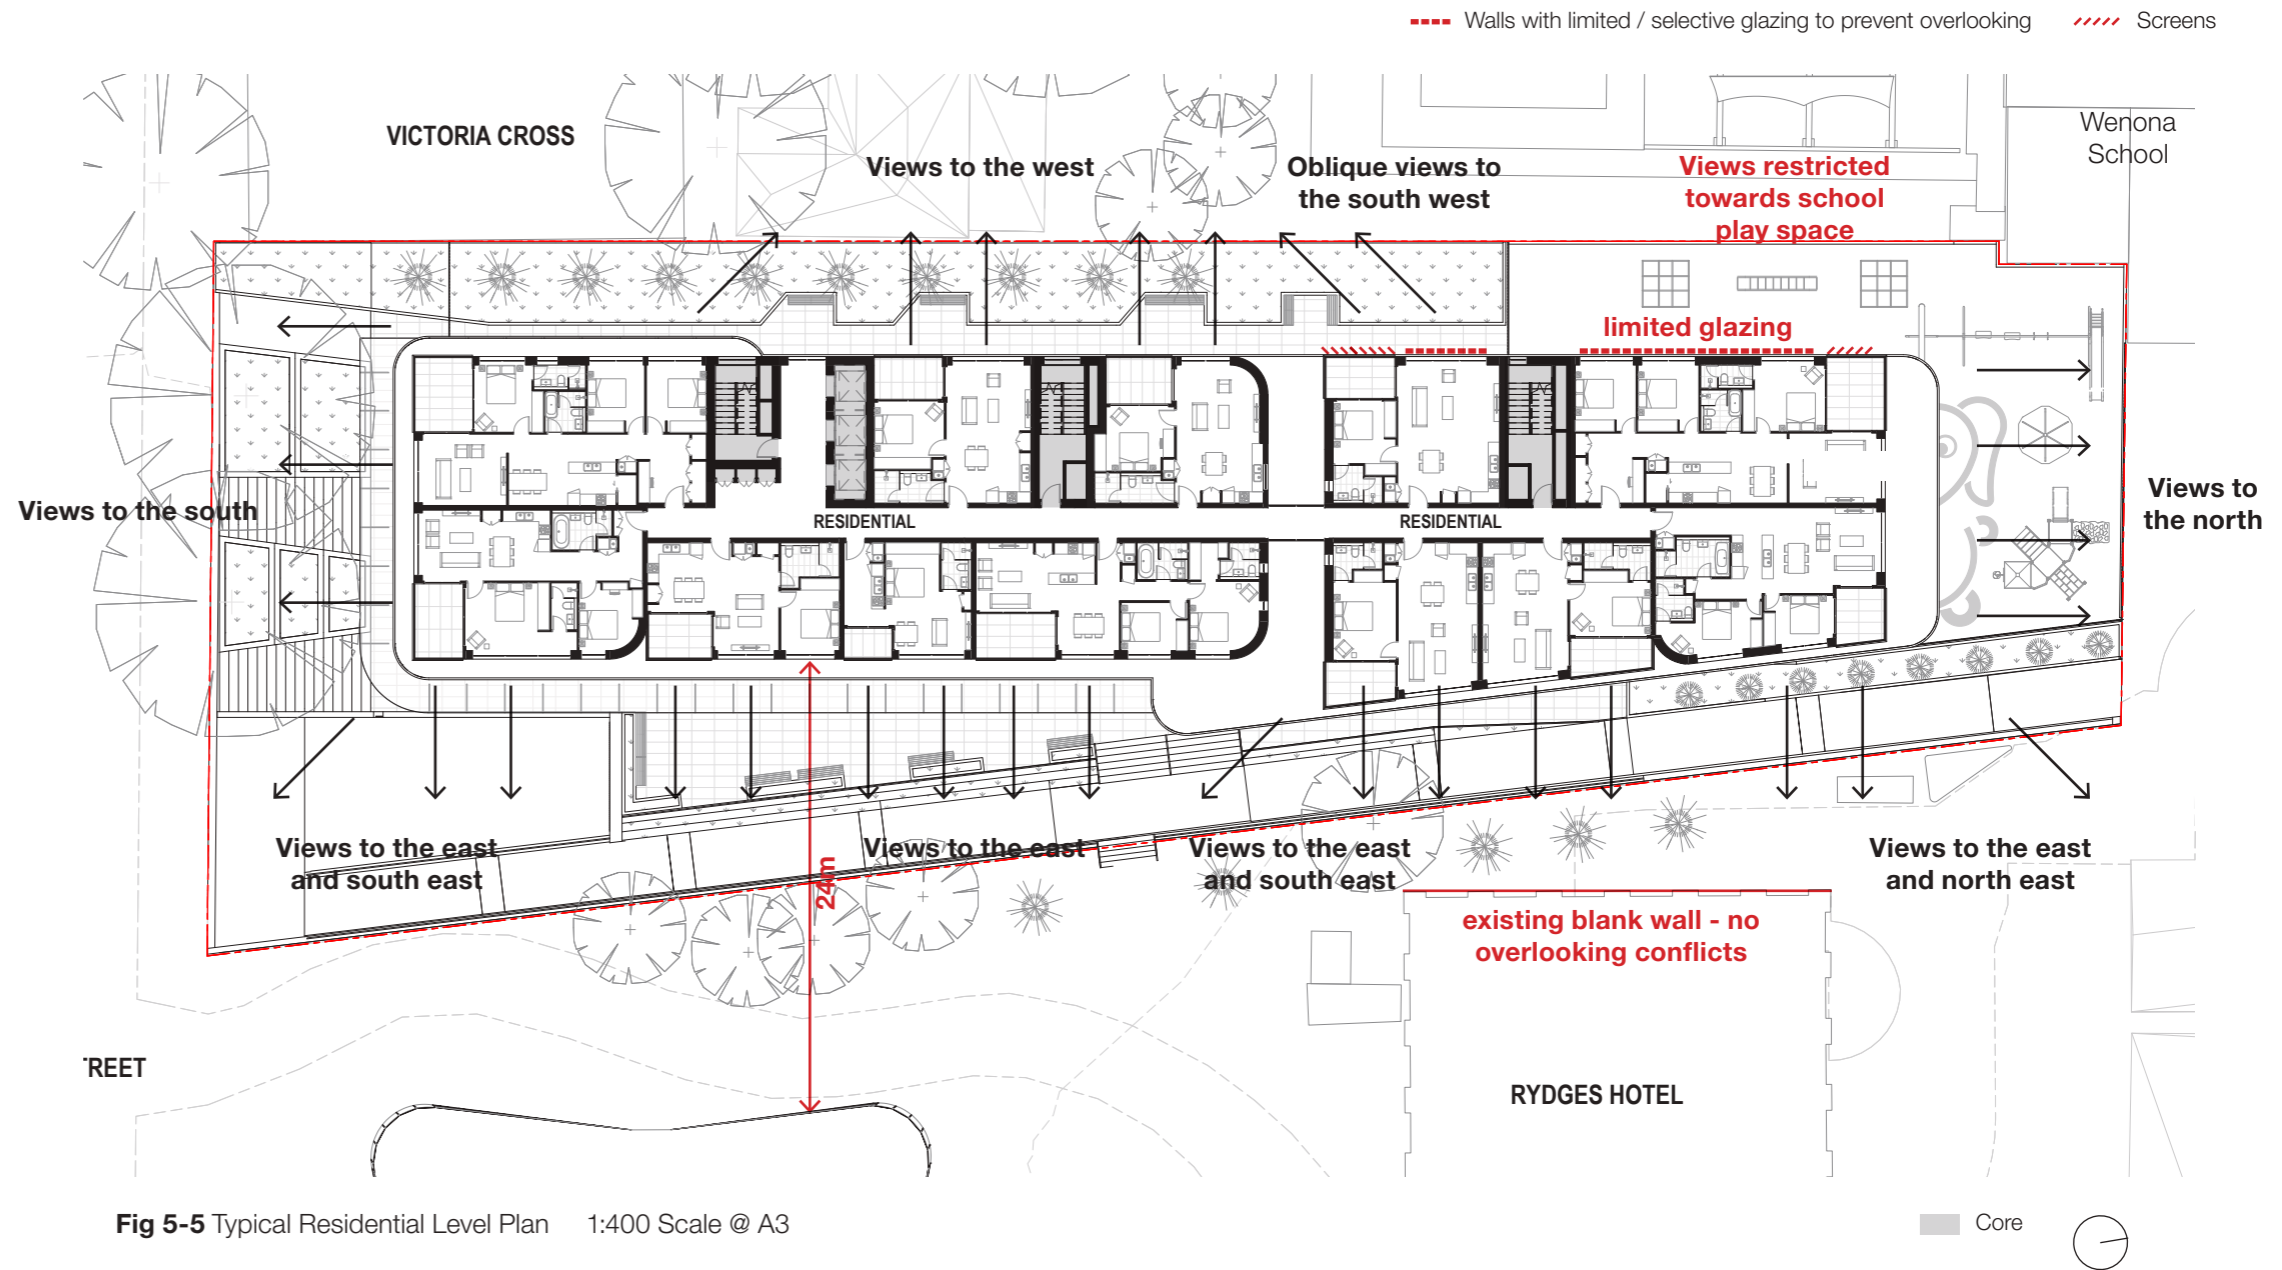 Walls with limited / selective glazing to prevent overlooking
Screens
VICTORIA CROSS
Wenona
School
Views to the west
Oblique views to
the south west
Views restricted
towards school
play space
limited glazing
Views to the south
RESIDENTIAL
RESIDENTIAL
Views to
the north
Views to the east
and south east
24m
Views to the east
Views to the east
and south east
Views to the east
and north east
existing blank wall - no
overlooking conflicts
TREET
RYDGES HOTEL
Fig 5-5 Typical Residential Level Plan 1:400 Scale @ A3
Core